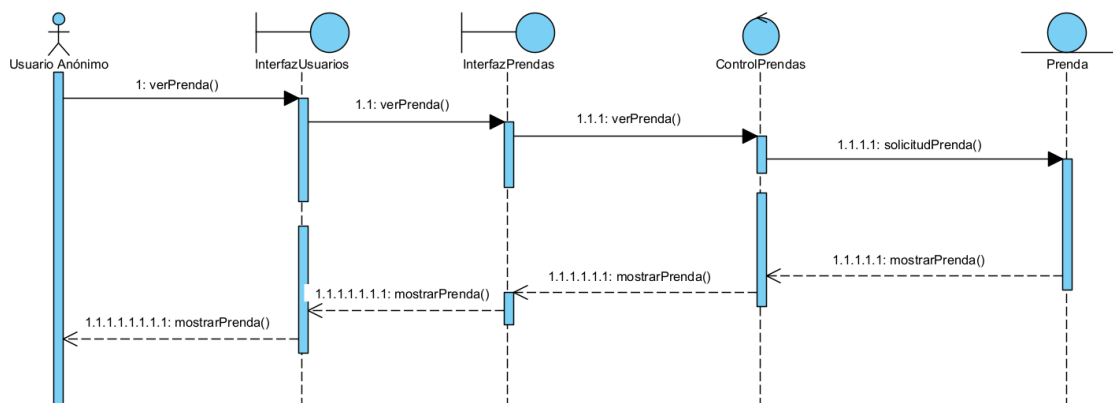 Usuario Anónimo
InterfazUsuarios
InterfazPrendas
ControlPrendas
Prenda
1: verPrenda()
1.1: verPrenda()
1.1.1: verPrenda()
1.1.1.1: solicitudPrenda()
1.1.1.1.1: mostrarPrenda()
1.1.1.1.1.1: mostrarPrenda()
1.1.1.1.1.1.1: mostrarPrenda()
1.1.1.1.1.1.1.1: mostrarPrenda()